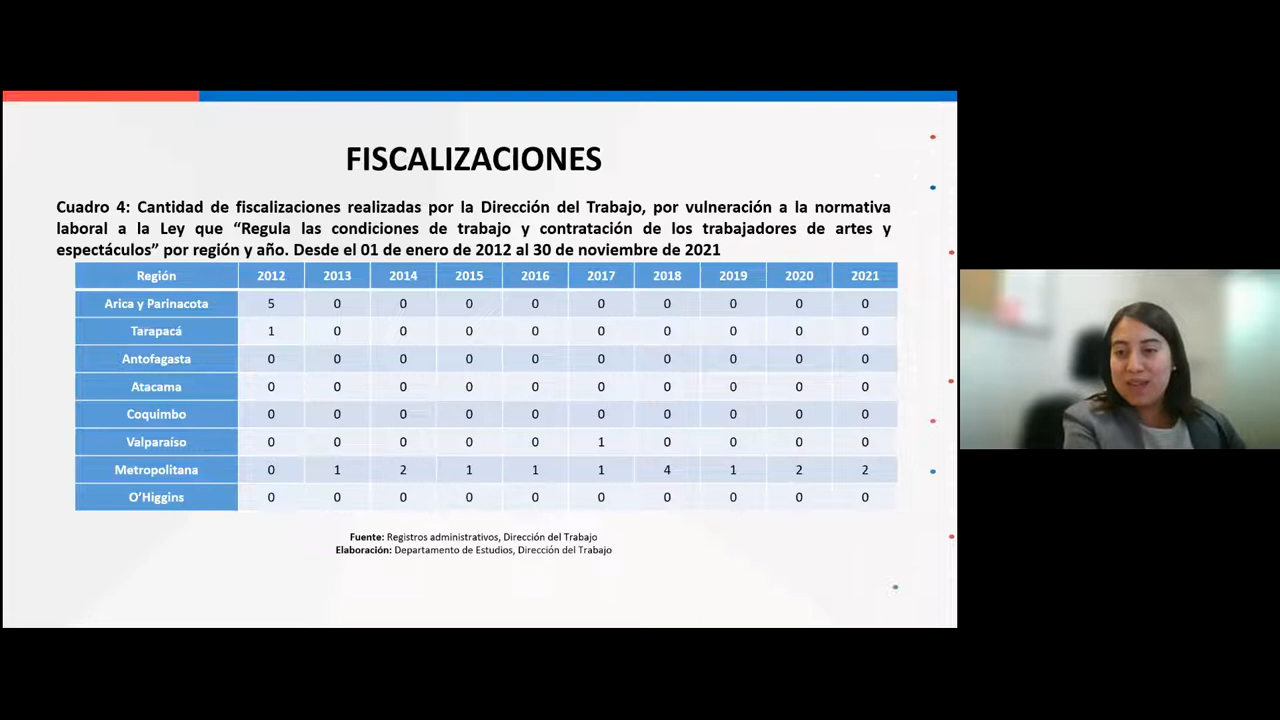 FISCALIZACIONES
Cuadro 4: Cantidad de fiscalizaciones realizadas por la Dirección del Trabajo, por vulneración a la normativa
laboral a la Ley que “Regula las condiciones de trabajo y contratación de los trabajadores de artes y
espectáculos” por región y año. Desde el 01 de enero de 2012 al 30 de noviembre de 2021
Región 2012 2013 2014 2015 2016 2017 2018 2019 2020 2021
Arica y Parinacota 5 0 0 0 0 0 0 0 0 0
Tarapacá 1 0 0 0 0 0 0 0 0 0
Antofagasta 0 0 0 0 0 0 0 0 0 0
Atacama 0 0 0 0 0 0 0 0 0 0
Coquimbo 0 0 0 0 0 0 0 0 0 0
Valparaíso 0 0 0 0 0 1 0 0 0 0
Metropolitana 0 1 2 1 1 1 4 1 2 2
O’Higgins 0 0 0 0 0 0 0 0 0 0
Fuente: Registros administrativos, Dirección del Trabajo
Elaboración: Departamento de Estudios, Dirección del Trabajo